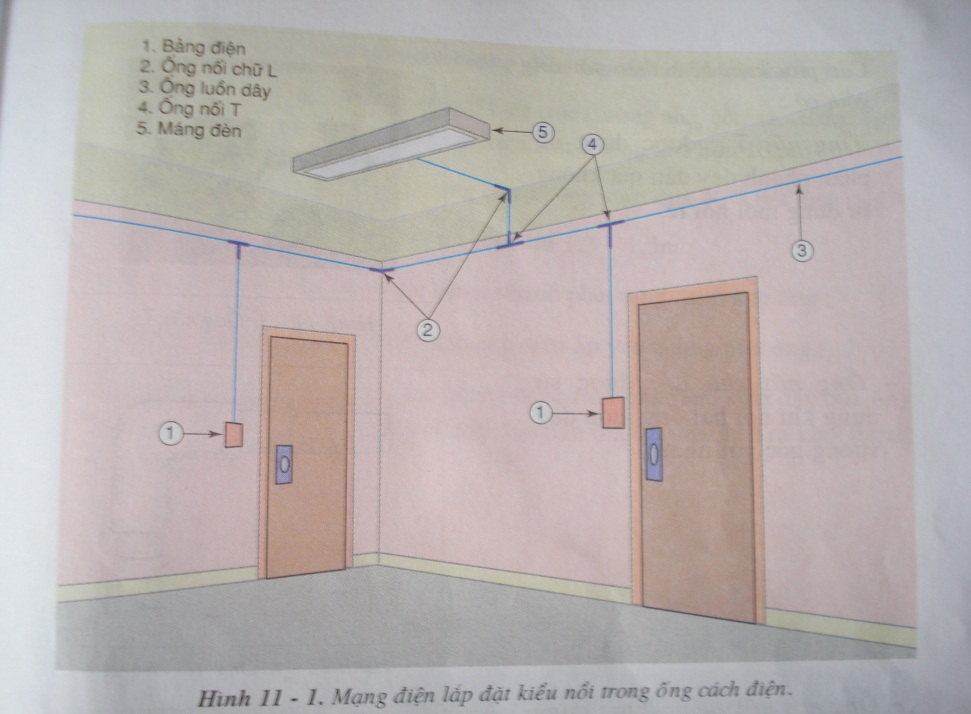 1. Bảng điện
2. Ống nối chữ L
3. Ống luồn dây
4. Ống nối T
5. Máng đèn
5
4
3
2
1
1
Hình 11 - 1. Mạng điện lắp đặt kiểu nổi trong ống cách điện.